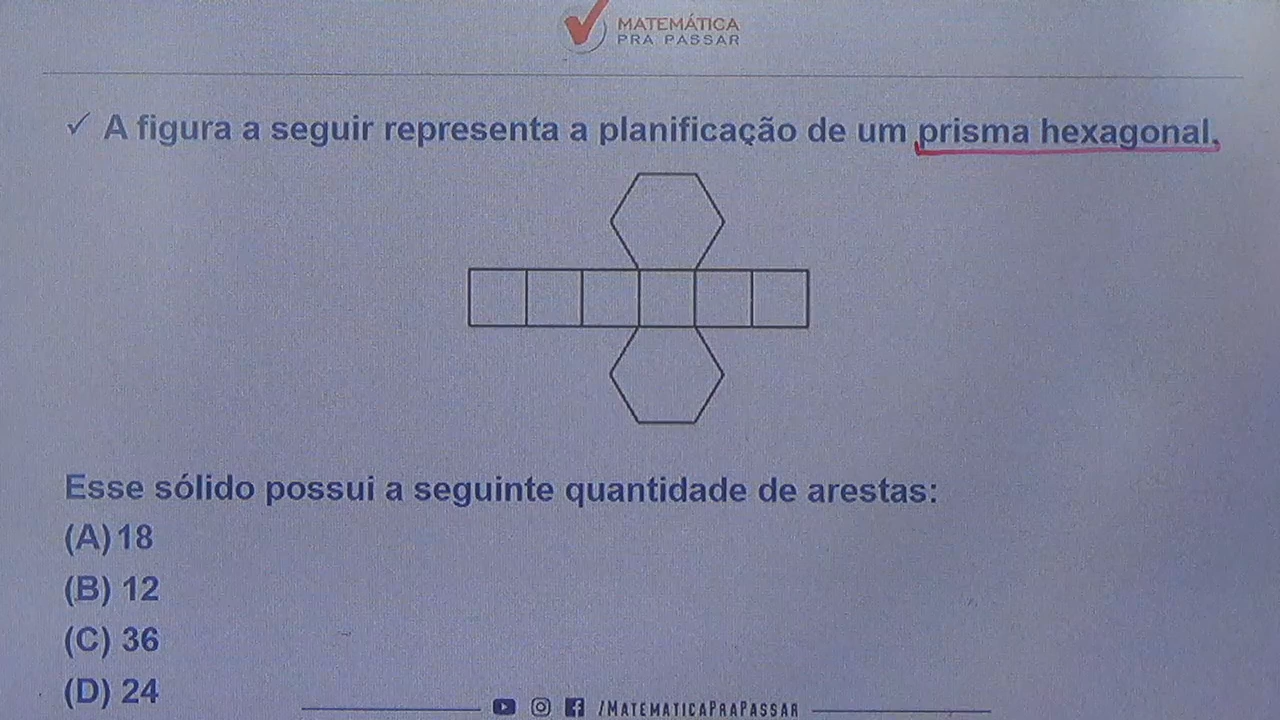 MATEMÁTICA
PRA PASSAR
✓ A figura a seguir representa a planificação de um prisma hexagonal.
Esse sólido possui a seguinte quantidade de arestas:
(A) 18
(B) 12
(C) 36
(D) 24
/MATEMATICAPRAPASSAR